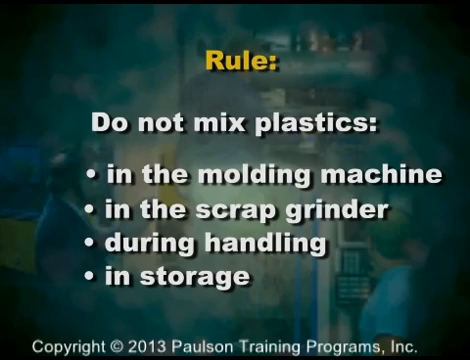 Rule:
Do not mix plastics:
• in the molding machine
• in the scrap grinder
• during handling
• in storage
Copyright © 2013 Paulson Training Programs, Inc.